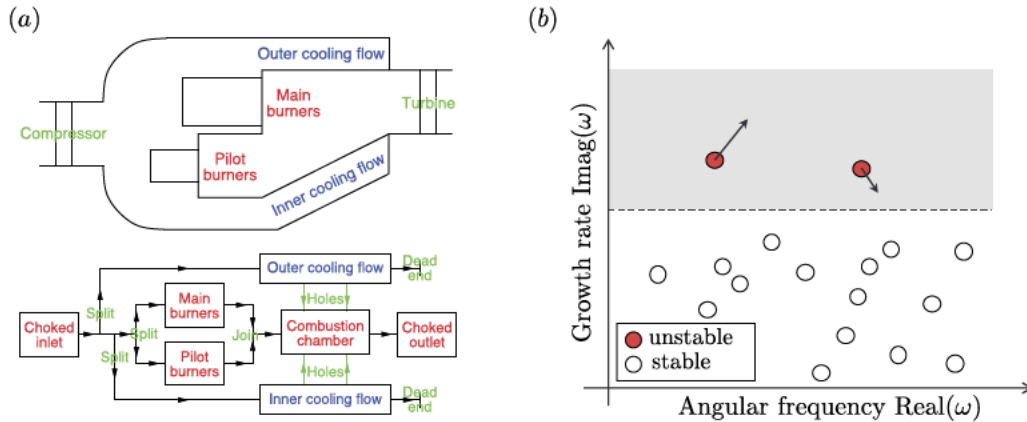 (a)
Outer cooling flow
Main
burners
Turbine
Compressor
Pilot
burners
Inner cooling flow
Outer cooling flow
Dead
end
Main
burners
Holes
Split
Choked
inlet
Split
Join
Combustion
chamber
Choked
outlet
Split
Pilot
burners
Holes
Inner cooling flow
Dead
end
(b)
Growth rate Imag(ω)
unstable
stable
Angular frequency Real(ω)